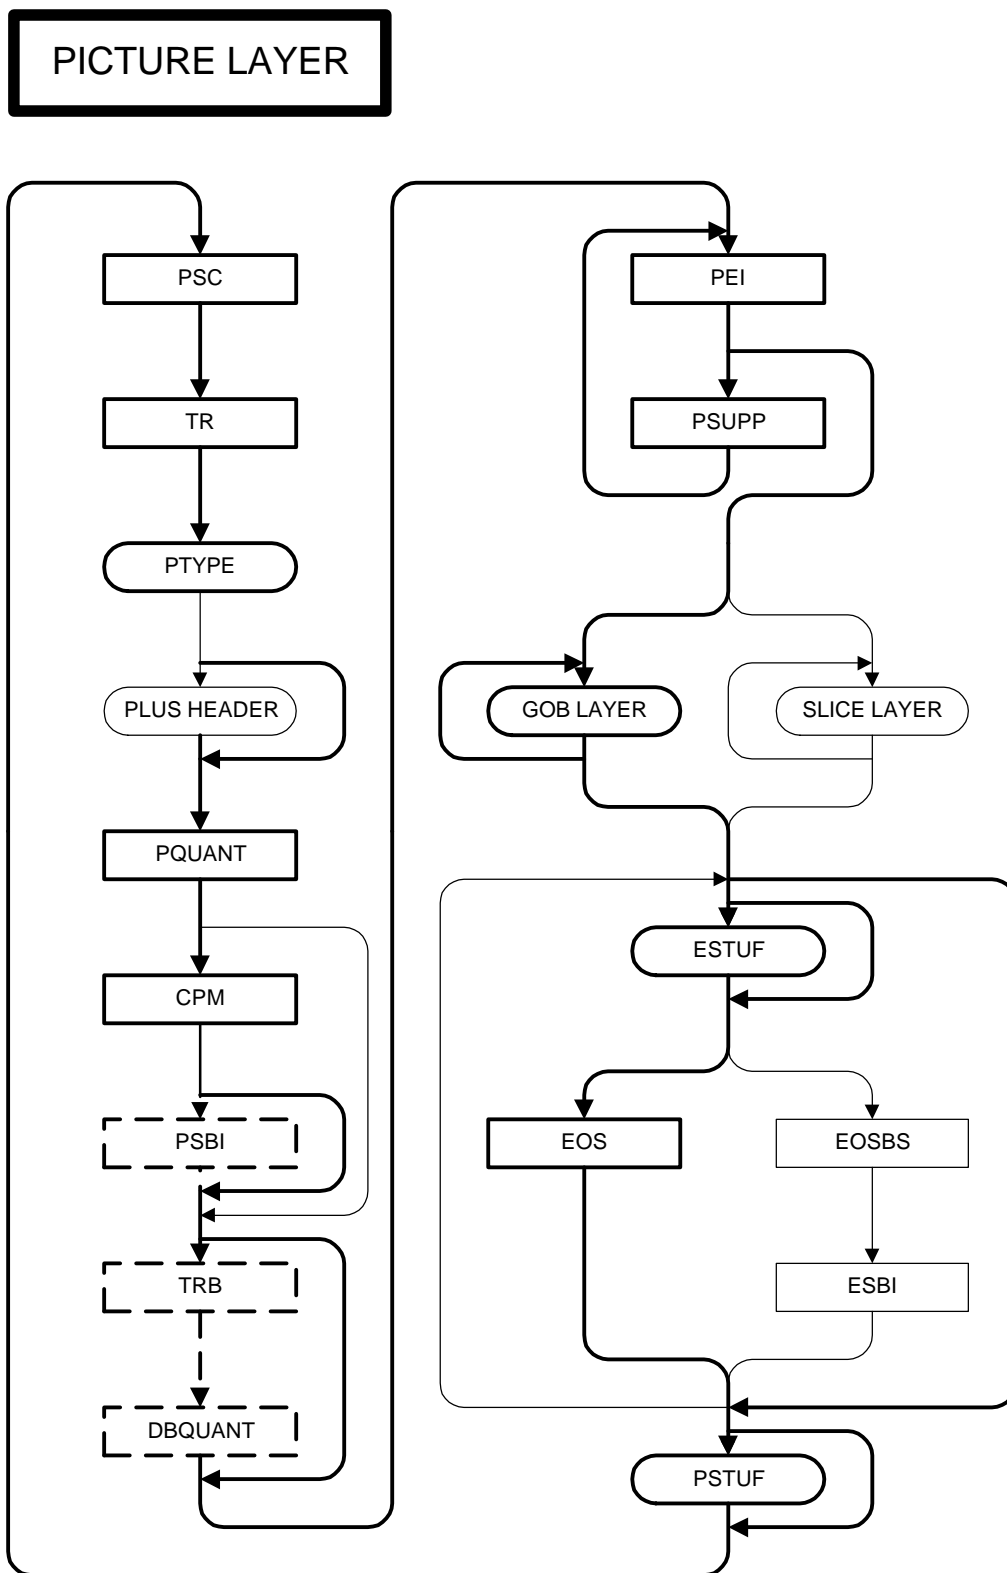 PICTURE LAYER
PSC
TR
PTYPE
PLUS HEADER
PQUANT
CPM
PSBI
TRB
DBQUANT
PEI
PSUPP
GOB LAYER
SLICE LAYER
ESTUF
EOS
EOSBS
ESBI
PSTUF